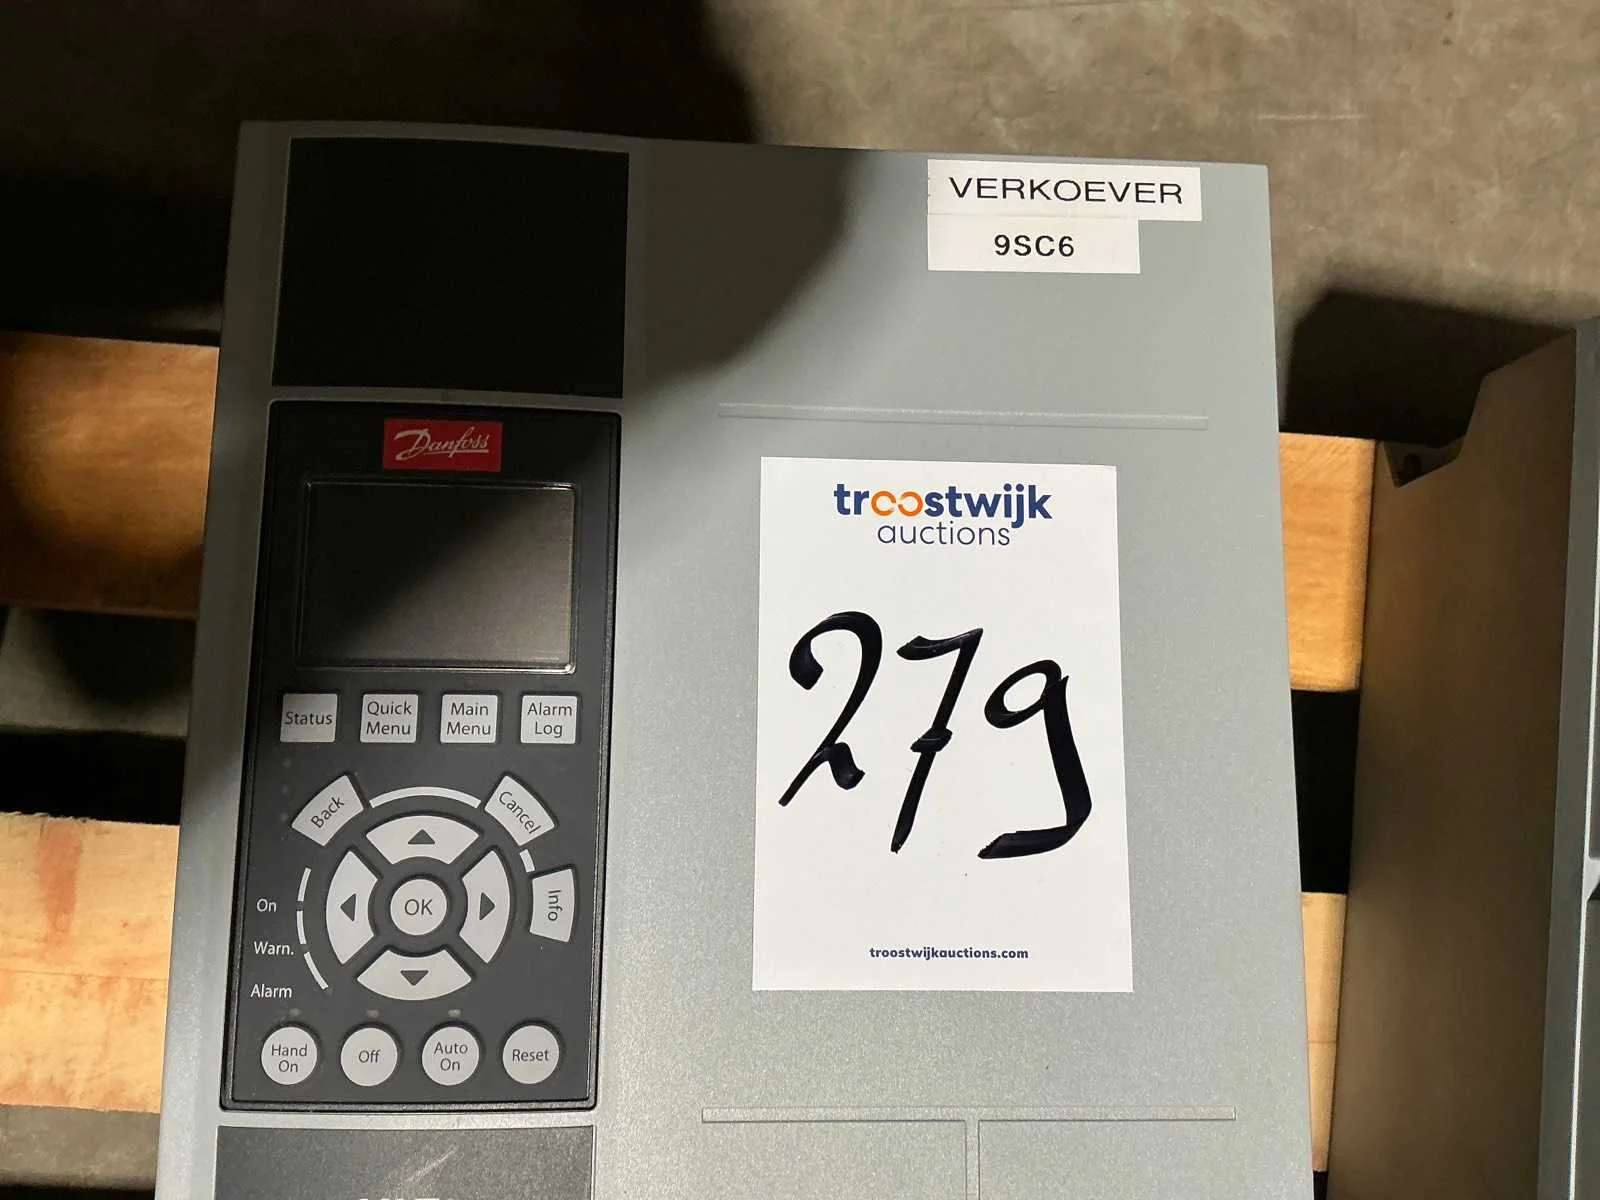 VERKOEVER
9SC6
Danfoss
troostwijk
auctions
279
troostwijkauctions.com
Status
Quick
Menu
Main
Menu
Alarm
Log
Back
Cancel
Info
OK
On
Warn.
Alarm
Hand
On
Off
Auto
On
Reset